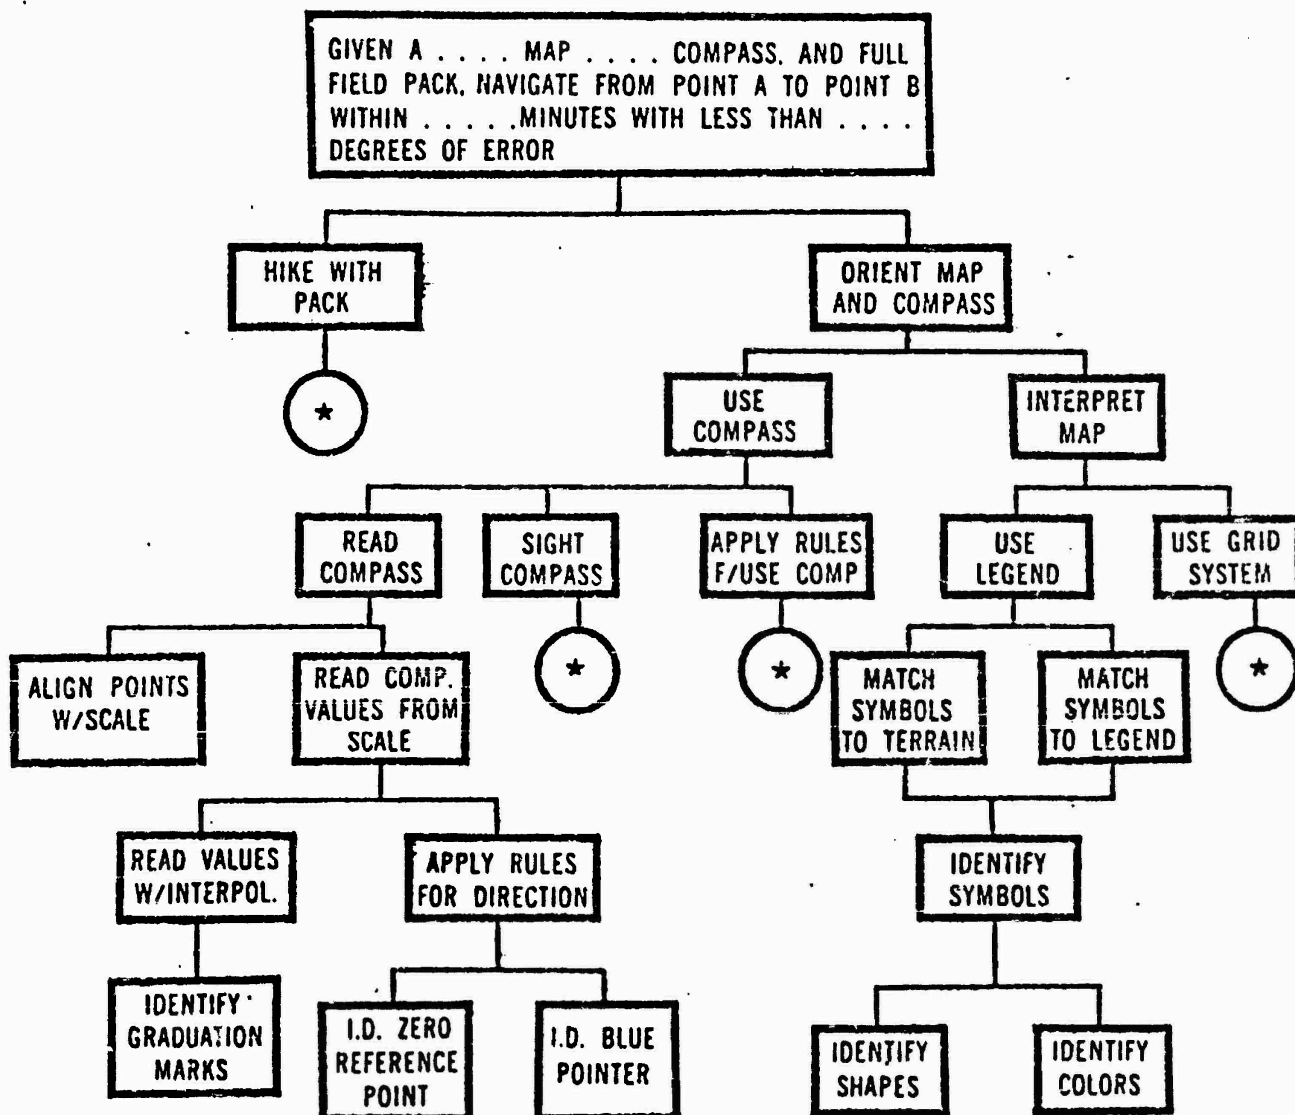 GIVEN A . . . . MAP . . . . COMPASS, AND FULL
FIELD PACK, NAVIGATE FROM POINT A TO POINT B
WITHIN . . . . .MINUTES WITH LESS THAN . . . .
DEGREES OF ERROR
HIKE WITH
PACK
ORIENT MAP
AND COMPASS
*
USE
COMPASS
INTERPRET
MAP
READ
COMPASS
SIGHT
COMPASS
APPLY RULES
F/USE COMP
USE
LEGEND
USE GRID
SYSTEM
*
*
*
ALIGN POINTS
W/SCALE
READ COMP.
VALUES FROM
SCALE
MATCH
SYMBOLS
TO TERRAIN
MATCH
SYMBOLS
TO LEGEND
READ VALUES
W/INTERPOL.
APPLY RULES
FOR DIRECTION
IDENTIFY
SYMBOLS
IDENTIFY
GRADUATION
MARKS
I.D. ZERO
REFERENCE
POINT
I.D. BLUE
POINTER
IDENTIFY
SHAPES
IDENTIFY
COLORS